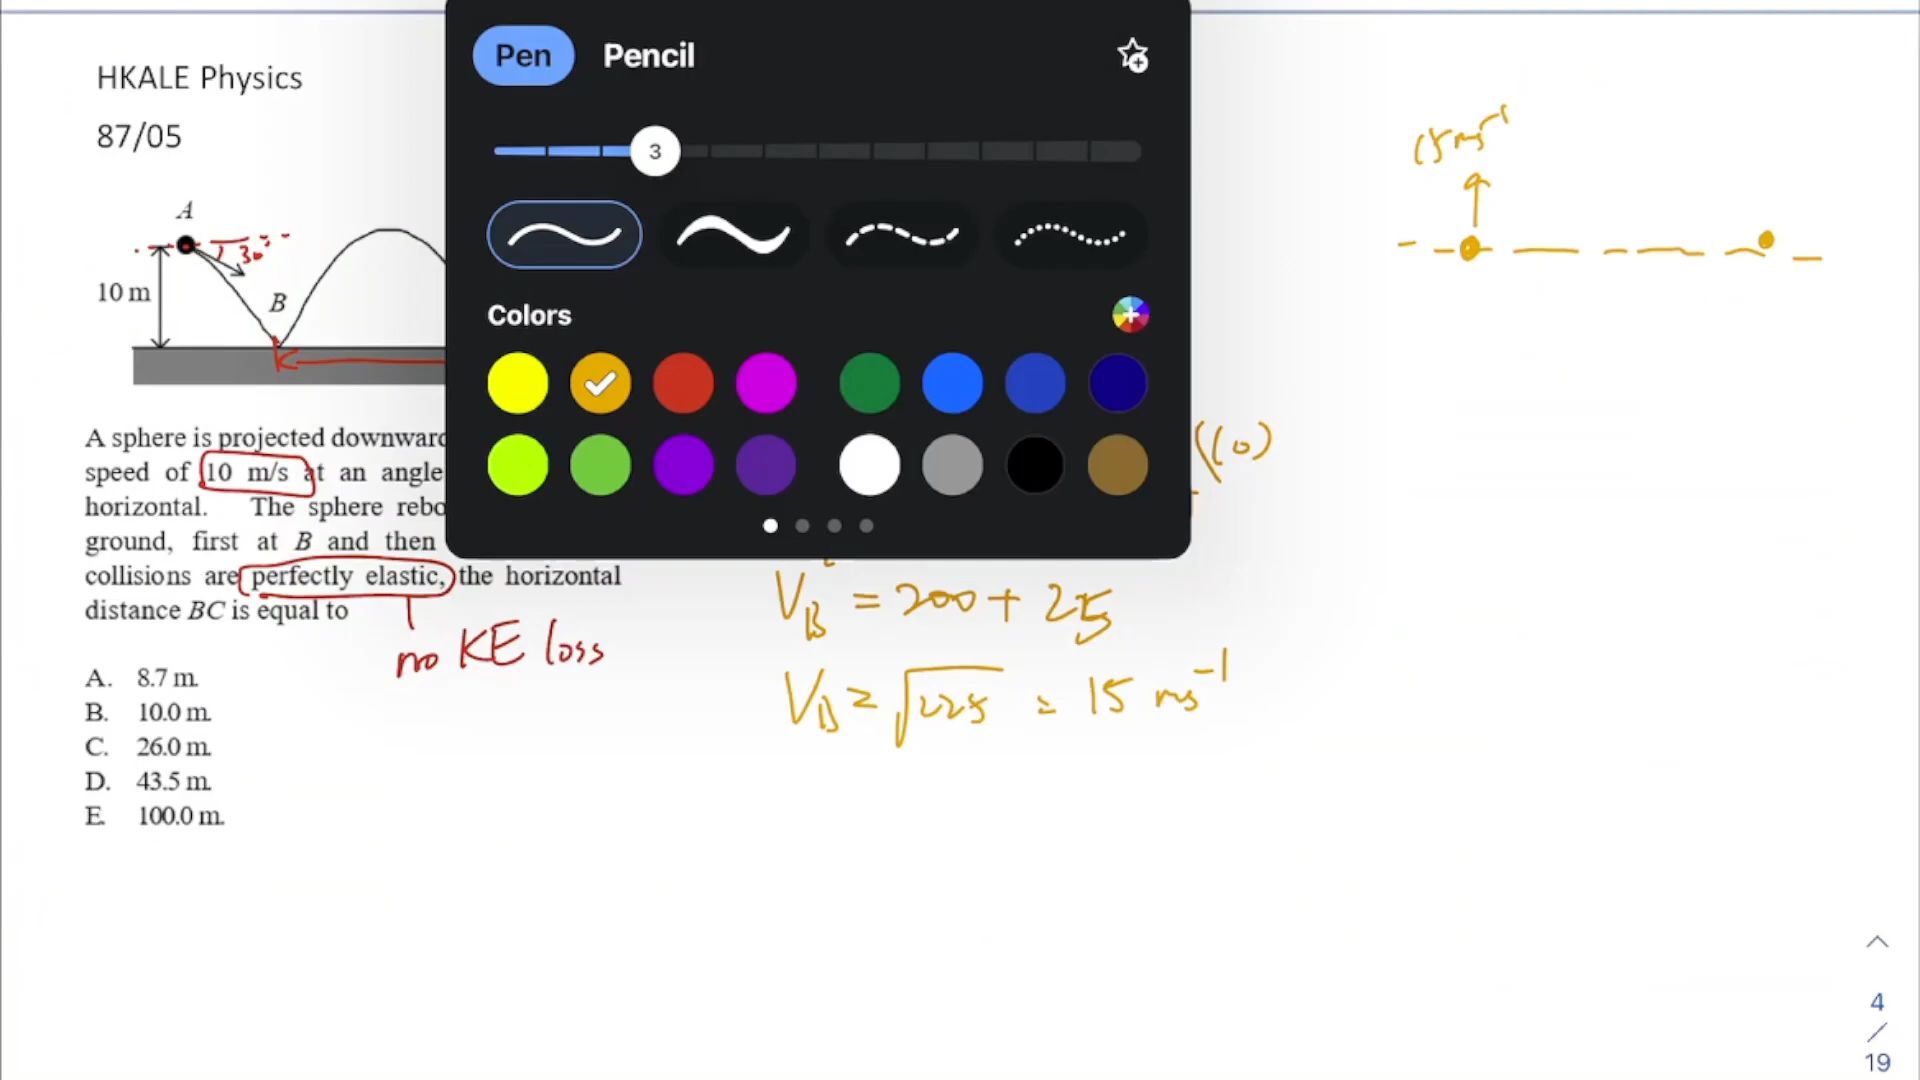 HKALE Physics
87/05
Pen
Pencil
3
Colors
A
30°
10 m
B
15 ms⁻¹
A sphere is projected downward
speed of 10 m/s at an angle
horizontal. The sphere rebo
ground, first at B and then
collisions are perfectly elastic, the horizontal
distance BC is equal to
no KE loss
A. 8.7 m.
B. 10.0 m.
C. 26.0 m.
D. 43.5 m.
E. 100.0 m.
(10)
V_B² = 200 + 25
V_B = √225 = 15 ms⁻¹
4
/
19